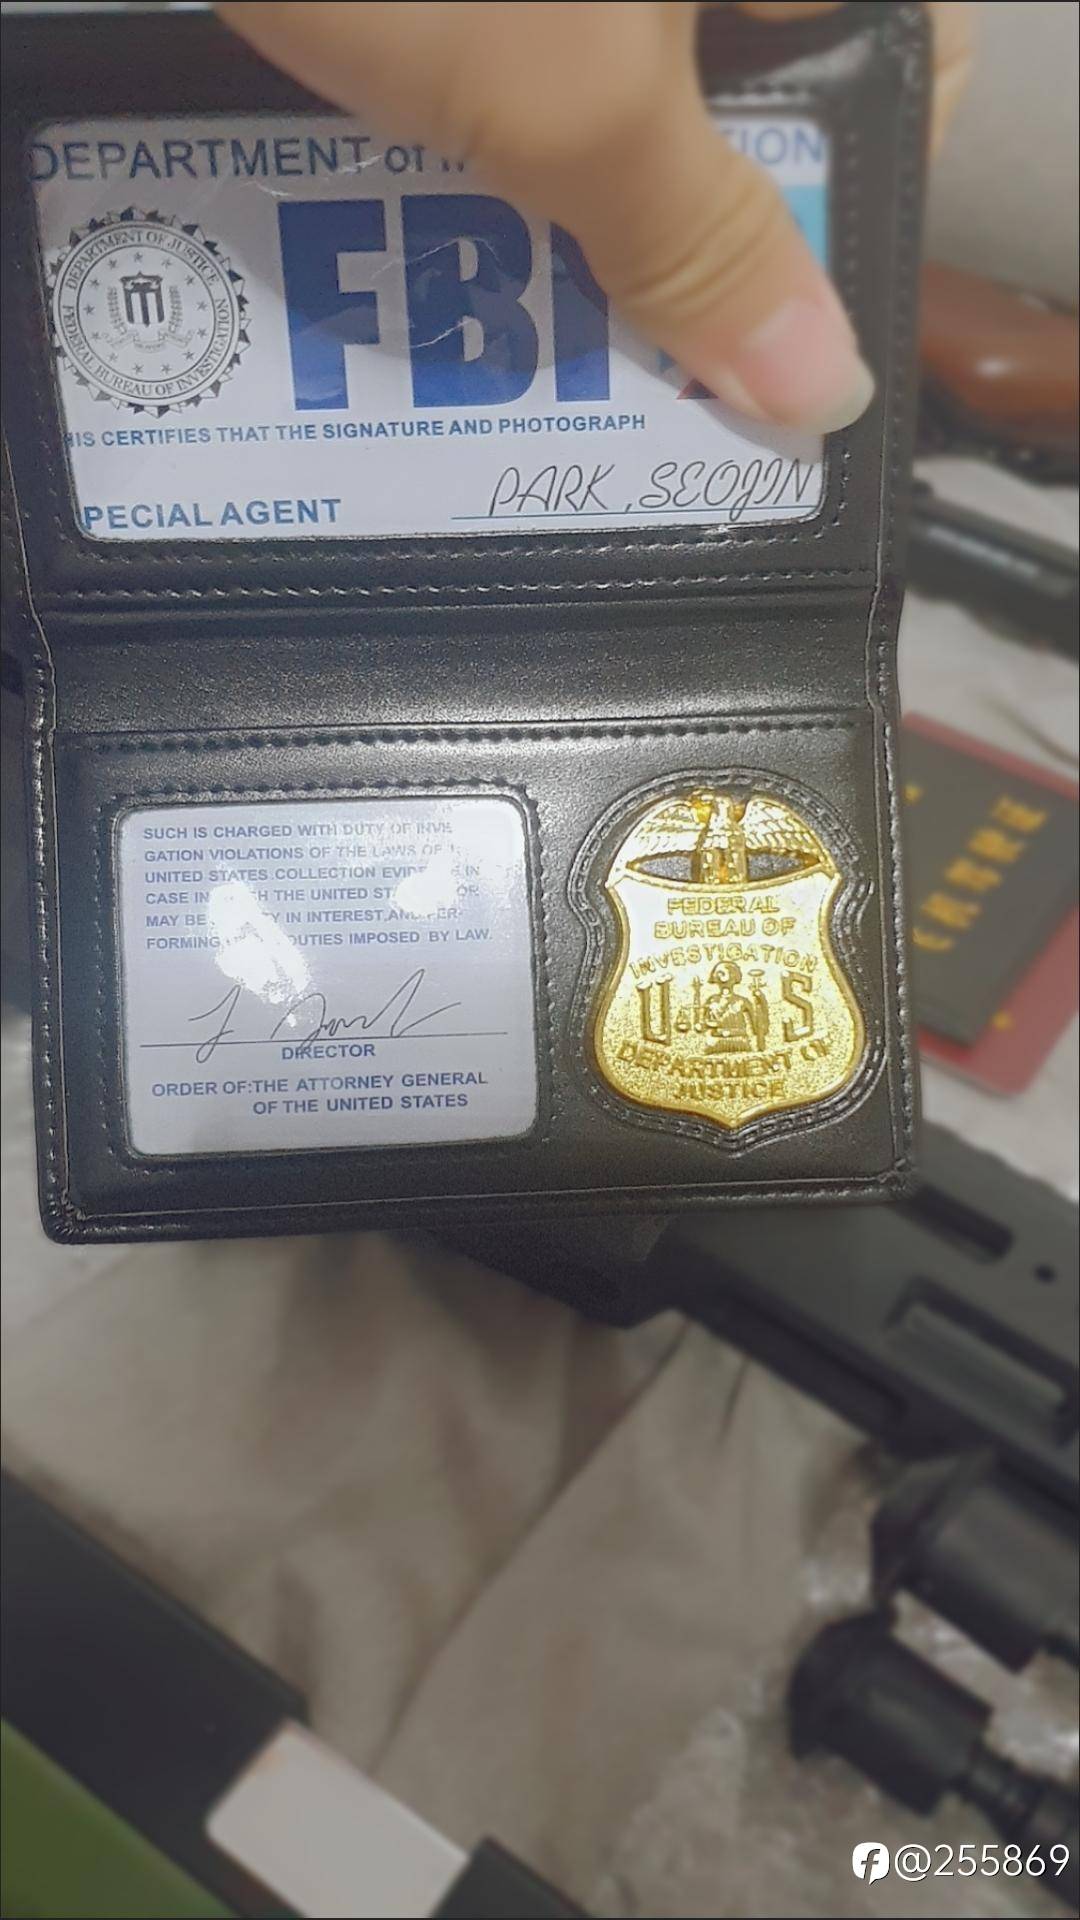 DEPARTMENT of
DEPARTMENT OF JUSTICE
FEDERAL BUREAU OF INVESTIGATION
FBI
HIS CERTIFIES THAT THE SIGNATURE AND PHOTOGRAPH
PECIAL AGENT PARK, SEOJIN
SUCH IS CHARGED WITH DUTY OF INVE
GATION VIOLATIONS OF THE LAWS OF
UNITED STATES.COLLECTION IN
CASE IN THE UNITED
MAY BE IN INTEREST,AND PER-
FORMING DUTIES IMPOSED BY LAW.
DIRECTOR
ORDER OF:THE ATTORNEY GENERAL
OF THE UNITED STATES
FEDERAL
BUREAU OF
INVESTIGATION
U S
DEPARTMENT OF
JUSTICE
@255869